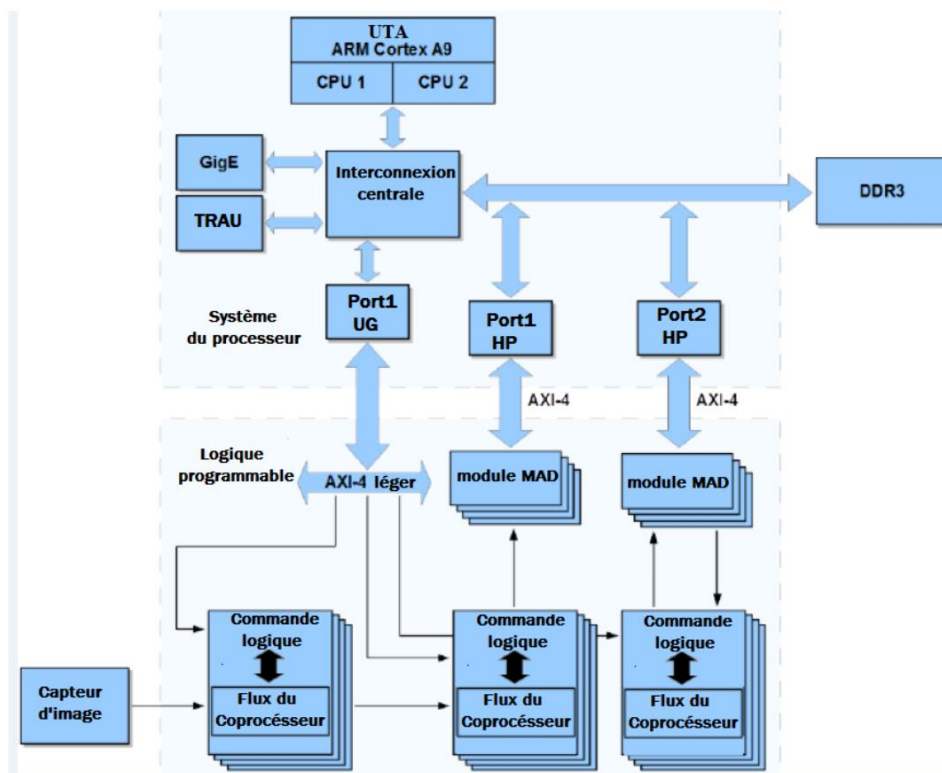 UTA
ARM Cortex A9
CPU 1
CPU 2
GigE
TRAU
Interconnexion
centrale
DDR3
Système
du processeur
Port1
UG
Port1
HP
Port2
HP
AXI-4
AXI-4
Logique
programmable
AXI-4 léger
module MAD
module MAD
Commande
logique
Flux du
Coprocésseur
Commande
logique
Flux du
Coprocésseur
Commande
logique
Flux du
Coprocésseur
Capteur
d'image